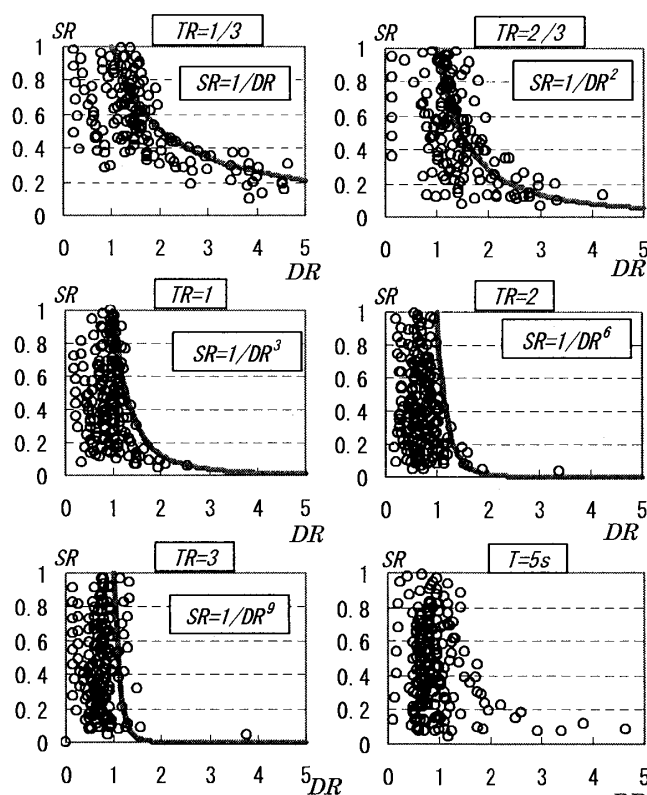 SR TR=1/3 SR TR=2/3
1 1
0.8 SR=1/DR 0.8 SR=1/DR²
0.6 0.6
0.4 0.4
0.2 0.2
0 0
0 1 2 3 4 5 0 1 2 3 4 5
DR DR
SR TR=1 SR TR=2
1 1
0.8 SR=1/DR³ 0.8 SR=1/DR⁶
0.6 0.6
0.4 0.4
0.2 0.2
0 0
0 1 2 3 4 5 0 1 2 3 4 5
DR DR
SR TR=3 SR T=5s
1 1
0.8 SR=1/DR⁹ 0.8
0.6 0.6
0.4 0.4
0.2 0.2
0 0
0 1 2 3 4 5 0 1 2 3 4 5
DR DR